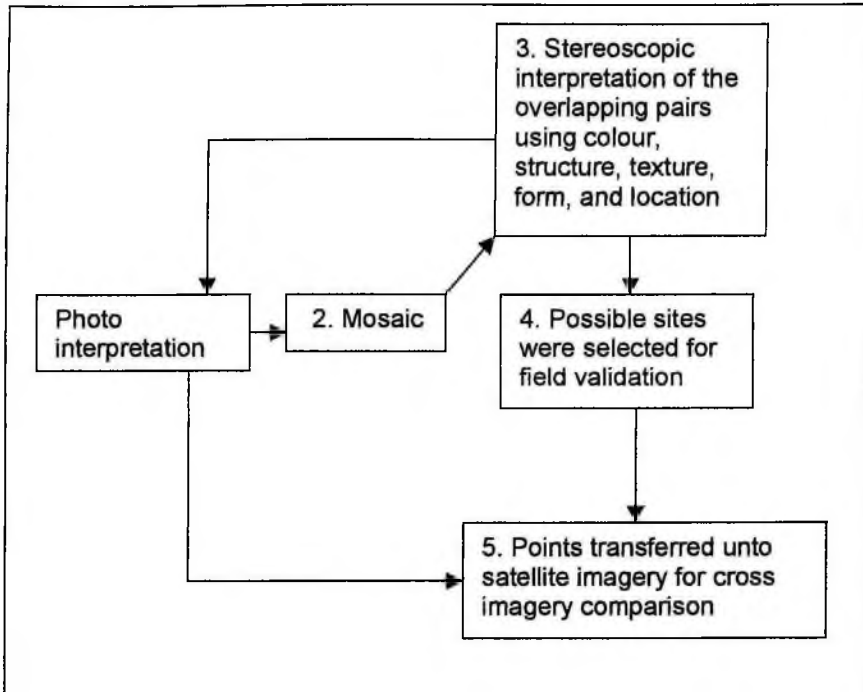 3. Stereoscopic
interpretation of the
overlapping pairs
using colour,
structure, texture,
form, and location
Photo
interpretation
2. Mosaic
4. Possible sites
were selected for
field validation
5. Points transferred unto
satellite imagery for cross
imagery comparison